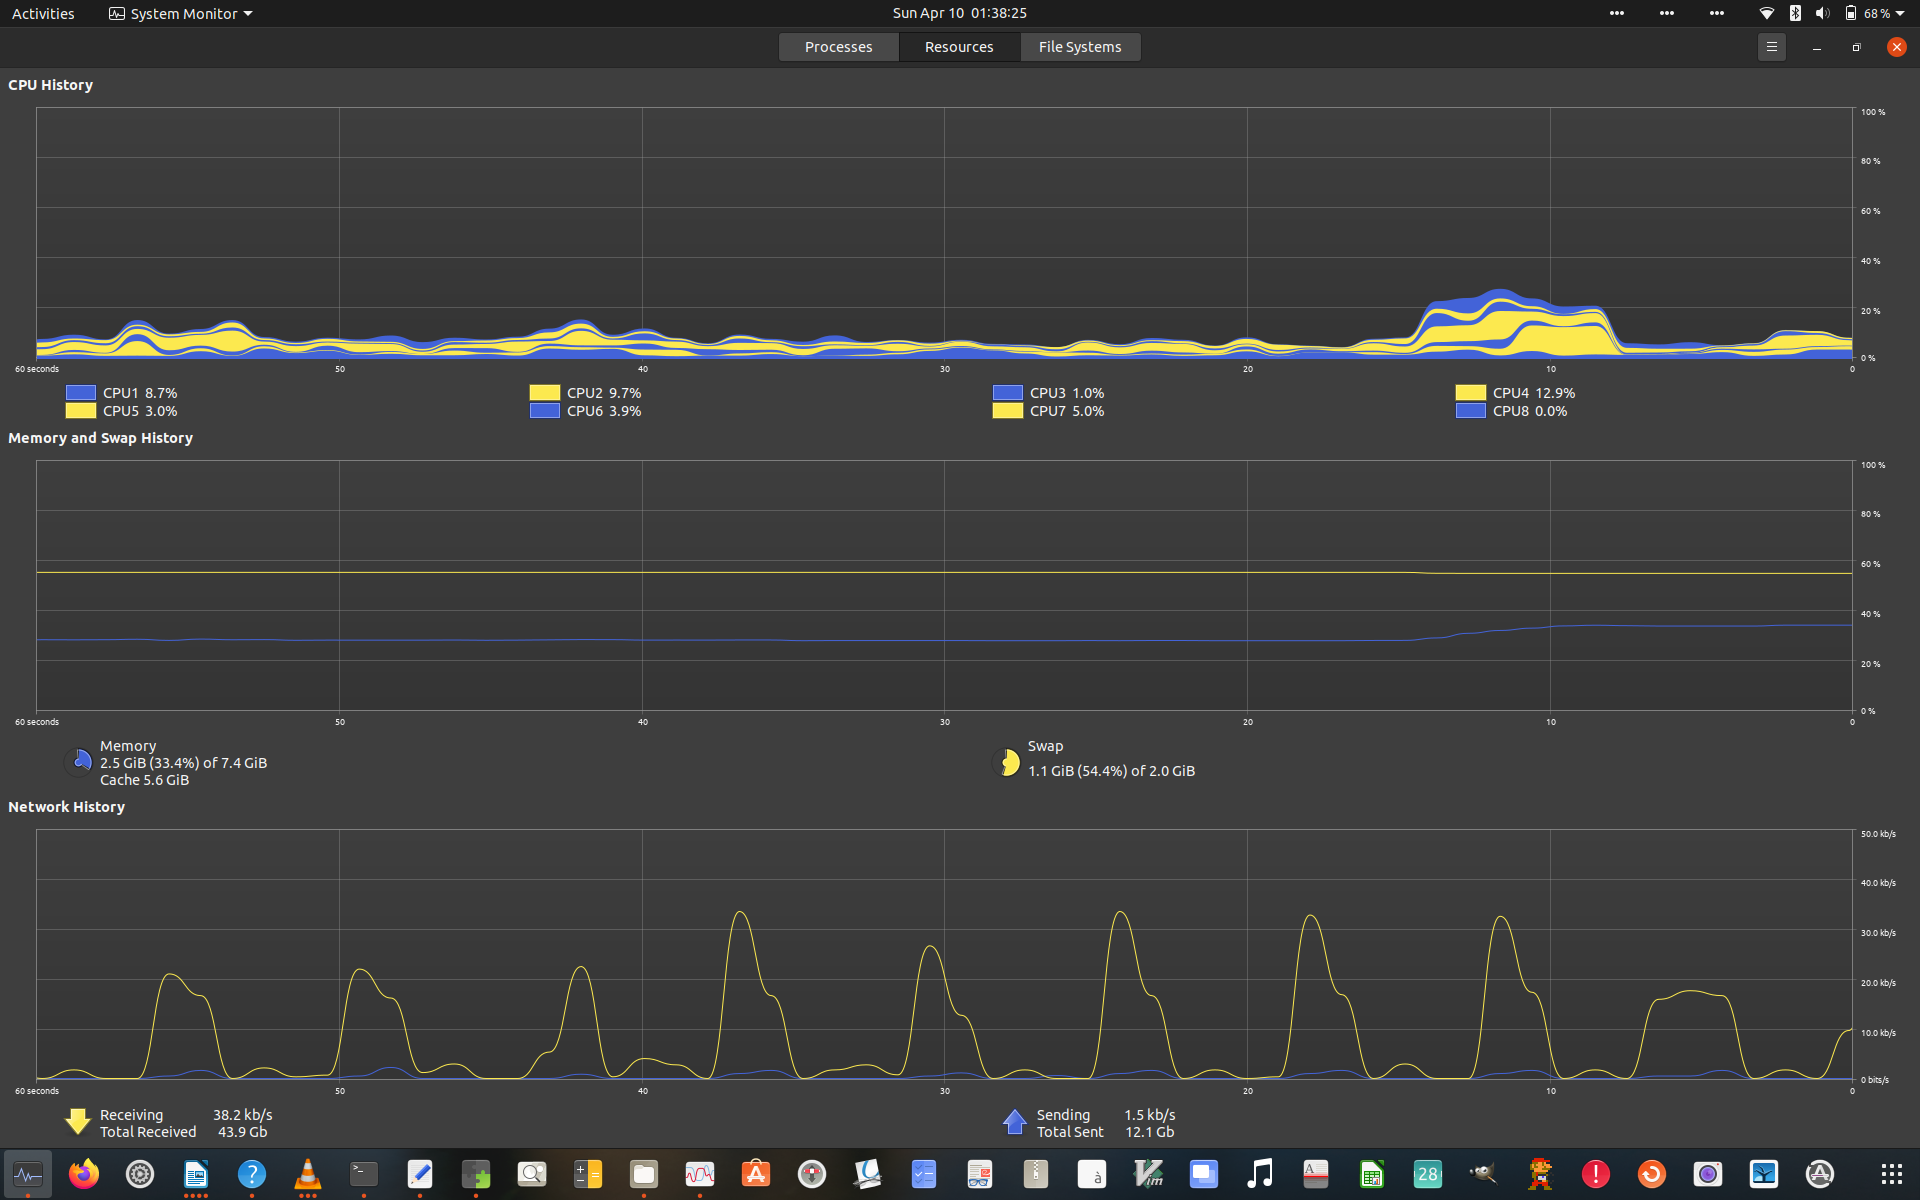 Activities System Monitor Sun Apr 10 01:38:25 68 %
Processes Resources File Systems
CPU History
100 %
80 %
60 %
40 %
20 %
0 %
60 seconds 50 40 30 20 10 0
CPU1 8.7% CPU2 9.7% CPU3 1.0% CPU4 12.9%
CPU5 3.0% CPU6 3.9% CPU7 5.0% CPU8 0.0%
Memory and Swap History
100 %
80 %
60 %
40 %
20 %
0 %
60 seconds 50 40 30 20 10 0
Memory
2.5 GiB (33.4%) of 7.4 GiB
Cache 5.6 GiB
Swap
1.1 GiB (54.4%) of 2.0 GiB
Network History
50.0 kb/s
40.0 kb/s
30.0 kb/s
20.0 kb/s
10.0 kb/s
0 bits/s
60 seconds 50 40 30 20 10 0
Receiving 38.2 kb/s
Total Received 43.9 Gb
Sending 1.5 kb/s
Total Sent 12.1 Gb
? >_ à Vim A 28 !